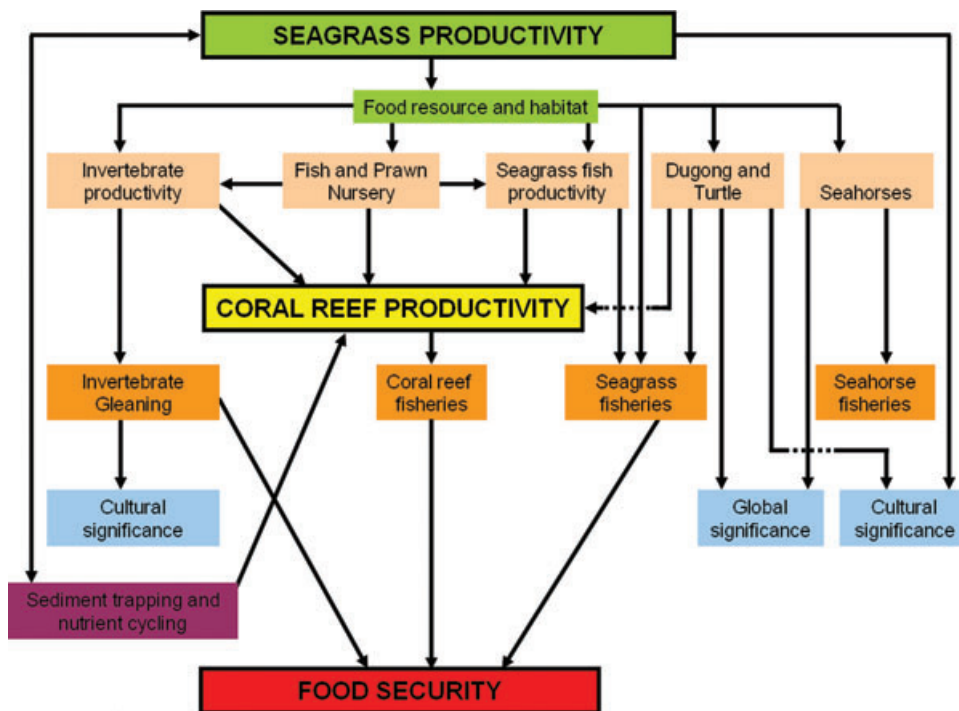 SEAGRASS PRODUCTIVITY
Food resource and habitat
Invertebrate
productivity
Fish and Prawn
Nursery
Seagrass fish
productivity
Dugong and
Turtle
Seahorses
CORAL REEF PRODUCTIVITY
Invertebrate
Gleaning
Coral reef
fisheries
Seagrass
fisheries
Seahorse
fisheries
Cultural
significance
Global
significance
Cultural
significance
Sediment trapping and
nutrient cycling
FOOD SECURITY